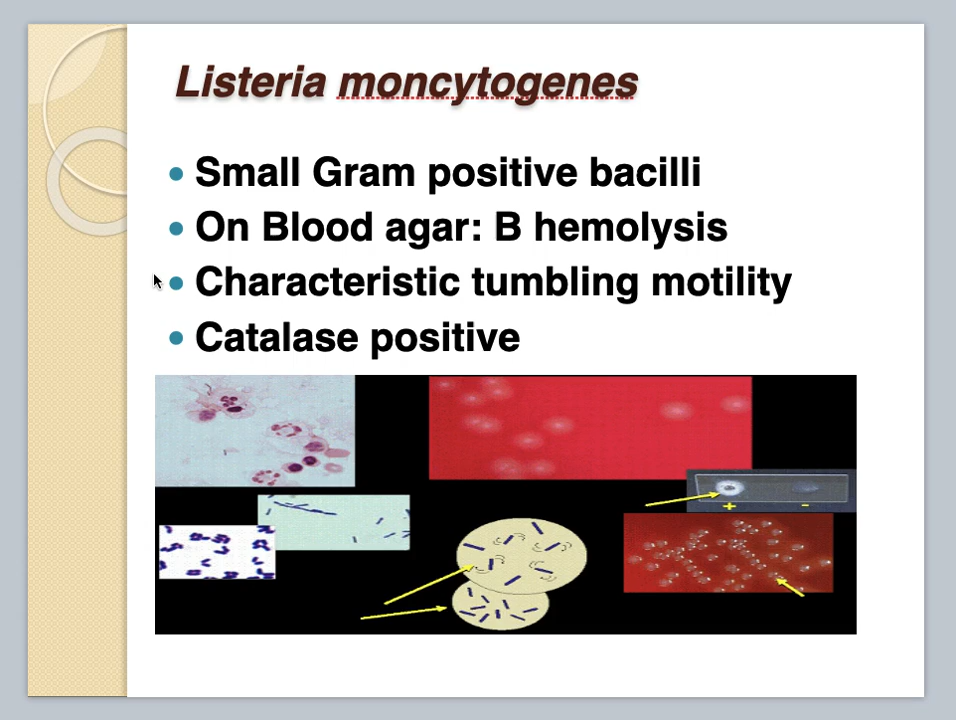 Listeria moncytogenes
• Small Gram positive bacilli
• On Blood agar: B hemolysis
• Characteristic tumbling motility
• Catalase positive
+ -